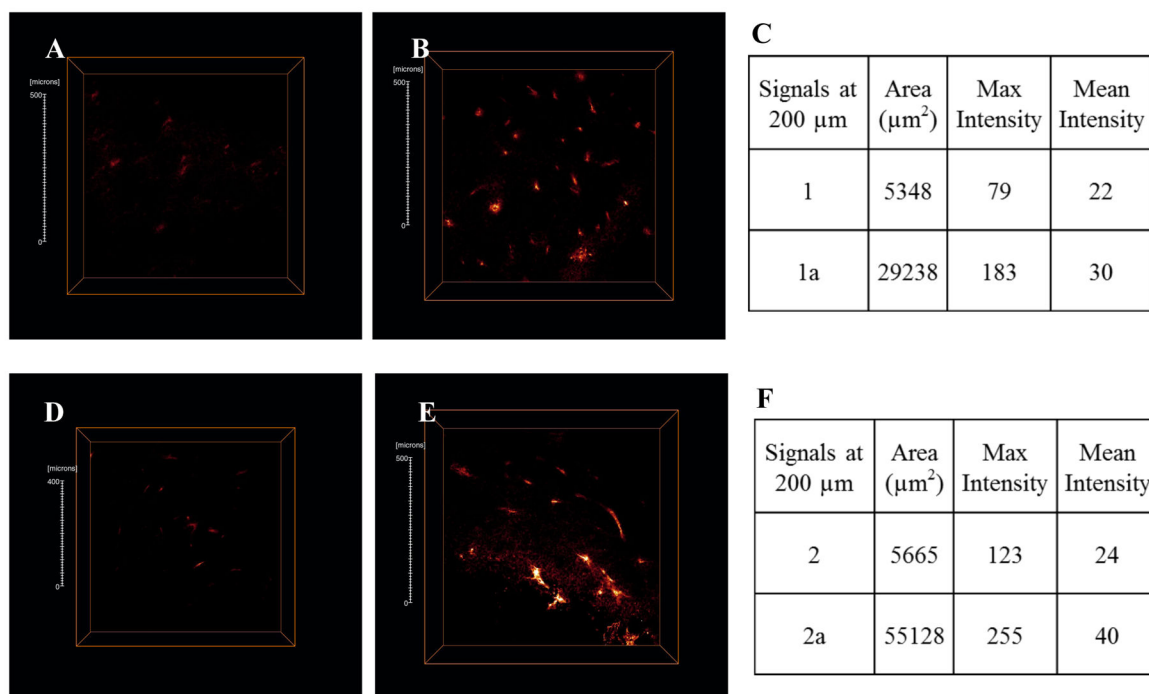 A
[microns]
500
0
B
[microns]
500
0
C
Signals at 200 µm Area (µm²) Max Intensity Mean Intensity
1 5348 79 22
1a 29238 183 30
D
[microns]
400
0
E
[microns]
500
0
F
Signals at 200 µm Area (µm²) Max Intensity Mean Intensity
2 5665 123 24
2a 55128 255 40